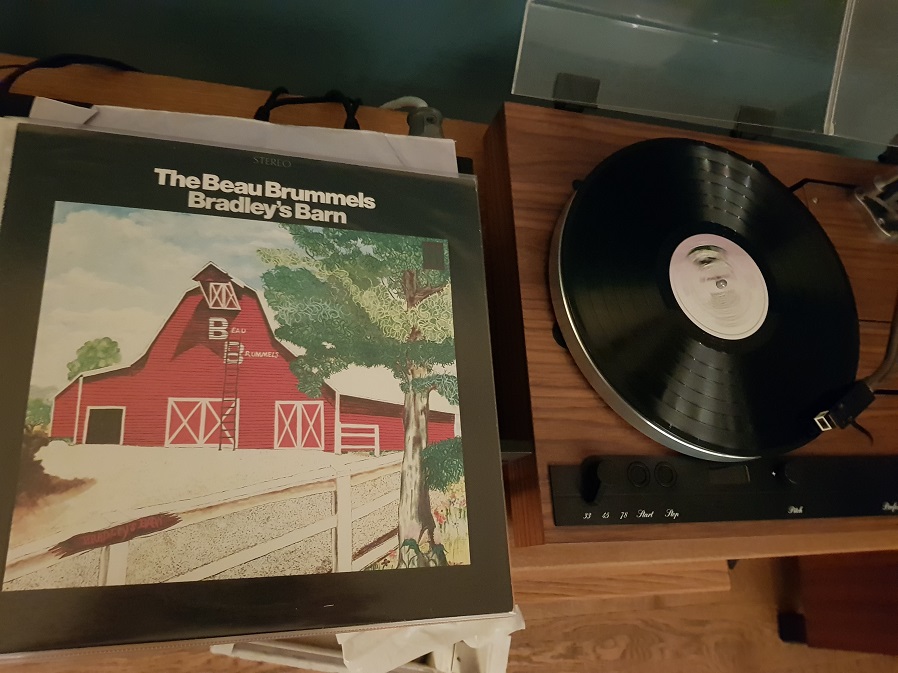 STEREO
The Beau Brummels
Bradley's Barn
BEAU
BRUMMELS
33 45 78 Start Stop
Pitch